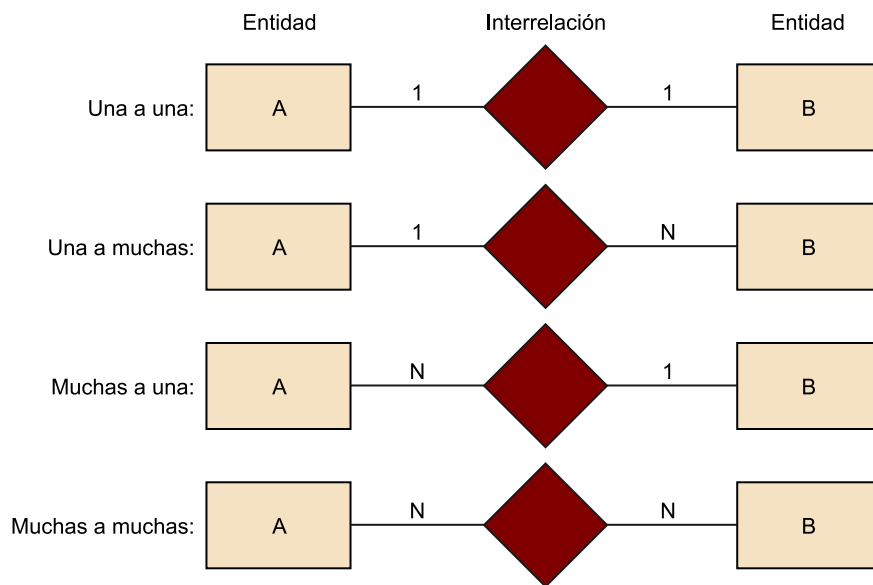 Entidad Interrelación Entidad
Una a una: A 1 1 B
Una a muchas: A 1 N B
Muchas a una: A N 1 B
Muchas a muchas: A N N B